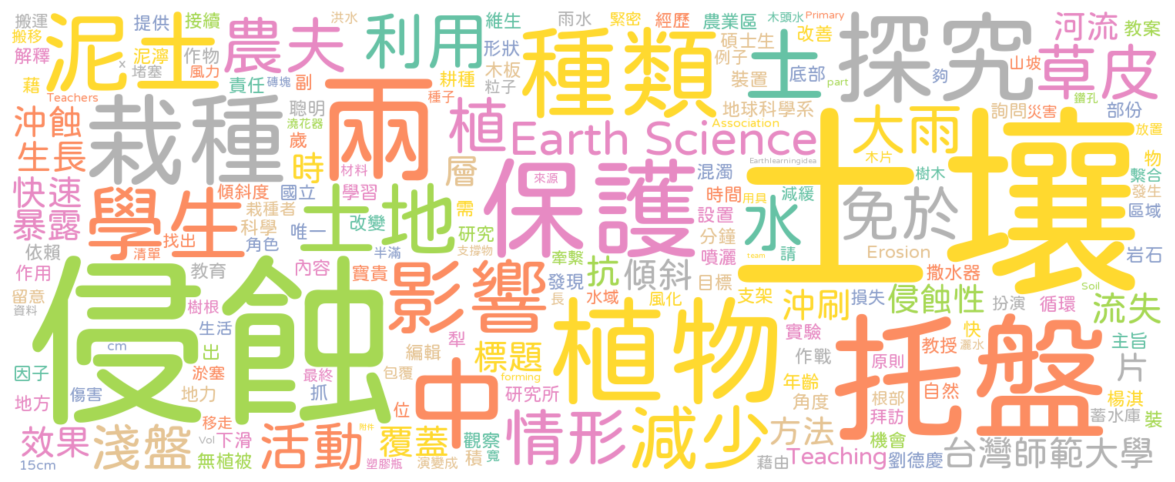 搬運 提供 接續 農夫 利用 洪水 維生 雨水 緊密 經歷 農業區 木頭水 Primary 河流 教案
搬移 泥土 形狀 種類 碩士生 改善 土 探究 草皮
解釋 x 泥濘 作物 堵塞 風力 責任 副 耕種 木板 例子 裝置 底部 part 夠 山坡
藉 Teachers 磚塊 種子 粒子 地球科學系 鑽孔
沖蝕 栽種 聰明 澆花器 兩 植 Earth Science Association 大雨 詢問 災害 部份 放置
生長 歲 時 材料 層 保護 Earthlearningidea 木片 土壤 物
快速 傾斜度 國立 學習 來源 混濁 樹木 繫合
暴露 學生 栽種者 土地 改變 需 時間 用具 減緩 水 免於 發生
科學 唯一 研究 設置 分鐘 請 區域
依賴 找出 清單 角色 半滿 支撐物 牽繫 噴灑 Erosion
作用 教育 內容 寶貴 影響 發現 抗 傾斜 目標 Team 撒水器 岩石
留意 資料 樹根 長 水域 風化 支架 沖刷 損失 侵蝕性 扮演 循環 Soil 流失
侵蝕 生活 犁 植物 實驗 快 灑水 托盤 主旨
cm 出 最終 編輯 標題 作戰 原則 教授 片
因子 淤塞 包覆 forming 中 年齡 自然
傷害 地力 抓 研究所 角度 根部 楊淇
地方 移走 位 情形 減少 方法 拜訪 蓄水庫 裝
效果 淺盤 Vol 下滑 活動 附件 覆蓋 觀察 寬 機會 台灣師範大學
15cm 無植被 塑膠瓶 演變成 積 藉由 Teaching 劉德慶